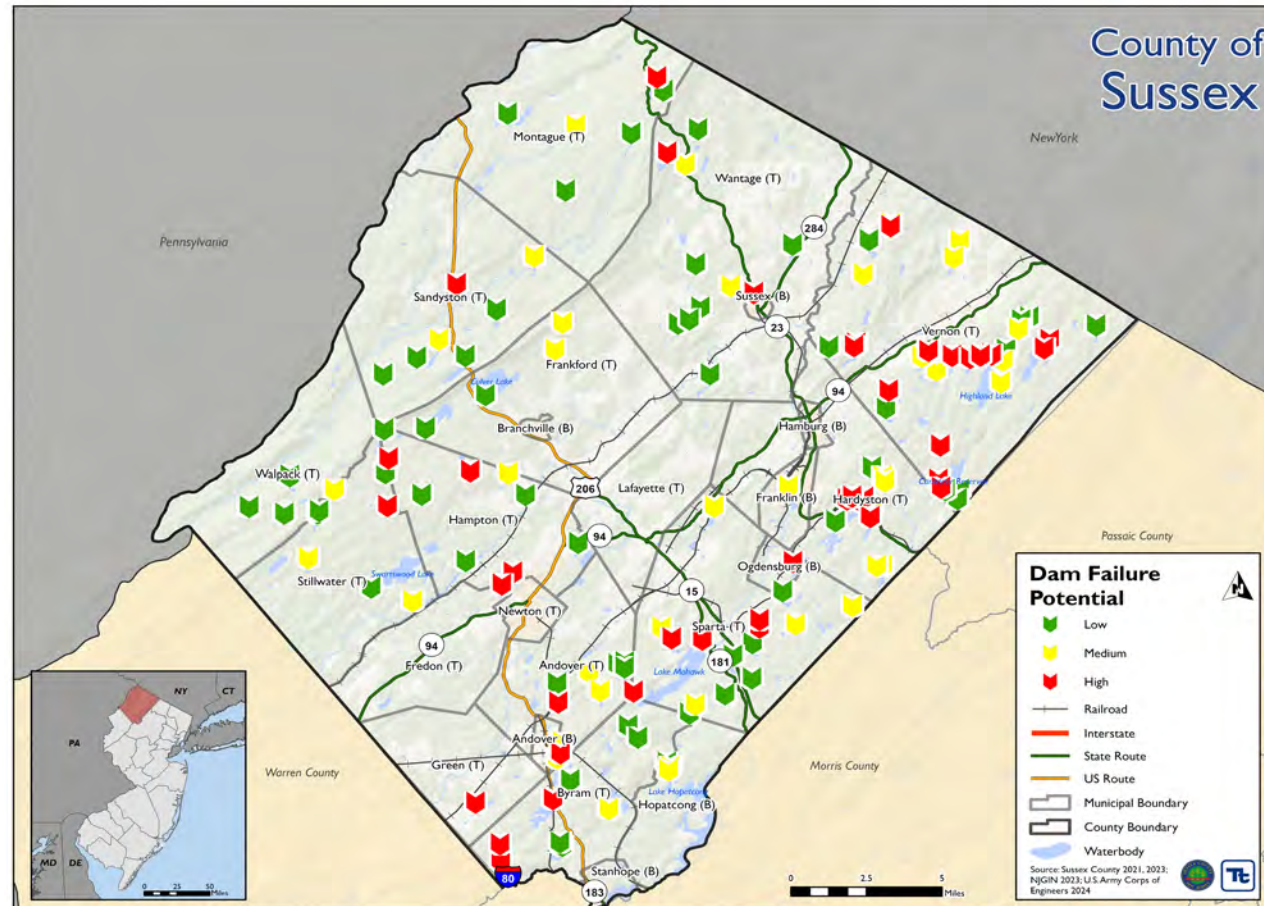 County of
Sussex
NewYork
Pennsylvania
Montague (T)
Wantage (T)
284
Sandyston (T)
Sussex (B)
23
Vernon (T)
Frankford (T)
Culver Lake
94
Highland Lake
Branchville (B)
Hamburg (B)
Walpack (T)
206
Lafayette (T)
Franklin (B)
Hardyston (T)
Hampton (T)
94
Passaic County
Stillwater (T)
Swartswood Lake
Ogdensburg (B)
15
Newton (T)
Sparta (T)
94
Fredon (T)
Andover (T)
Lake Mohawk
181
Andover (B)
Green (T)
Warren County
Morris County
Byram (T)
Lake Hopatcong
Hopatcong (B)
Stanhope (B)
80
183
0 5
Miles
NY
CT
PA
MD
DE
0 25 50
Miles
Dam Failure
Potential
N
Low
Medium
High
Railroad
Interstate
State Route
US Route
Municipal Boundary
County Boundary
Waterbody
Source: Sussex County 2021, 2023;
NJGIN 2023; U.S. Army Corps of
Engineers 2024
Tt